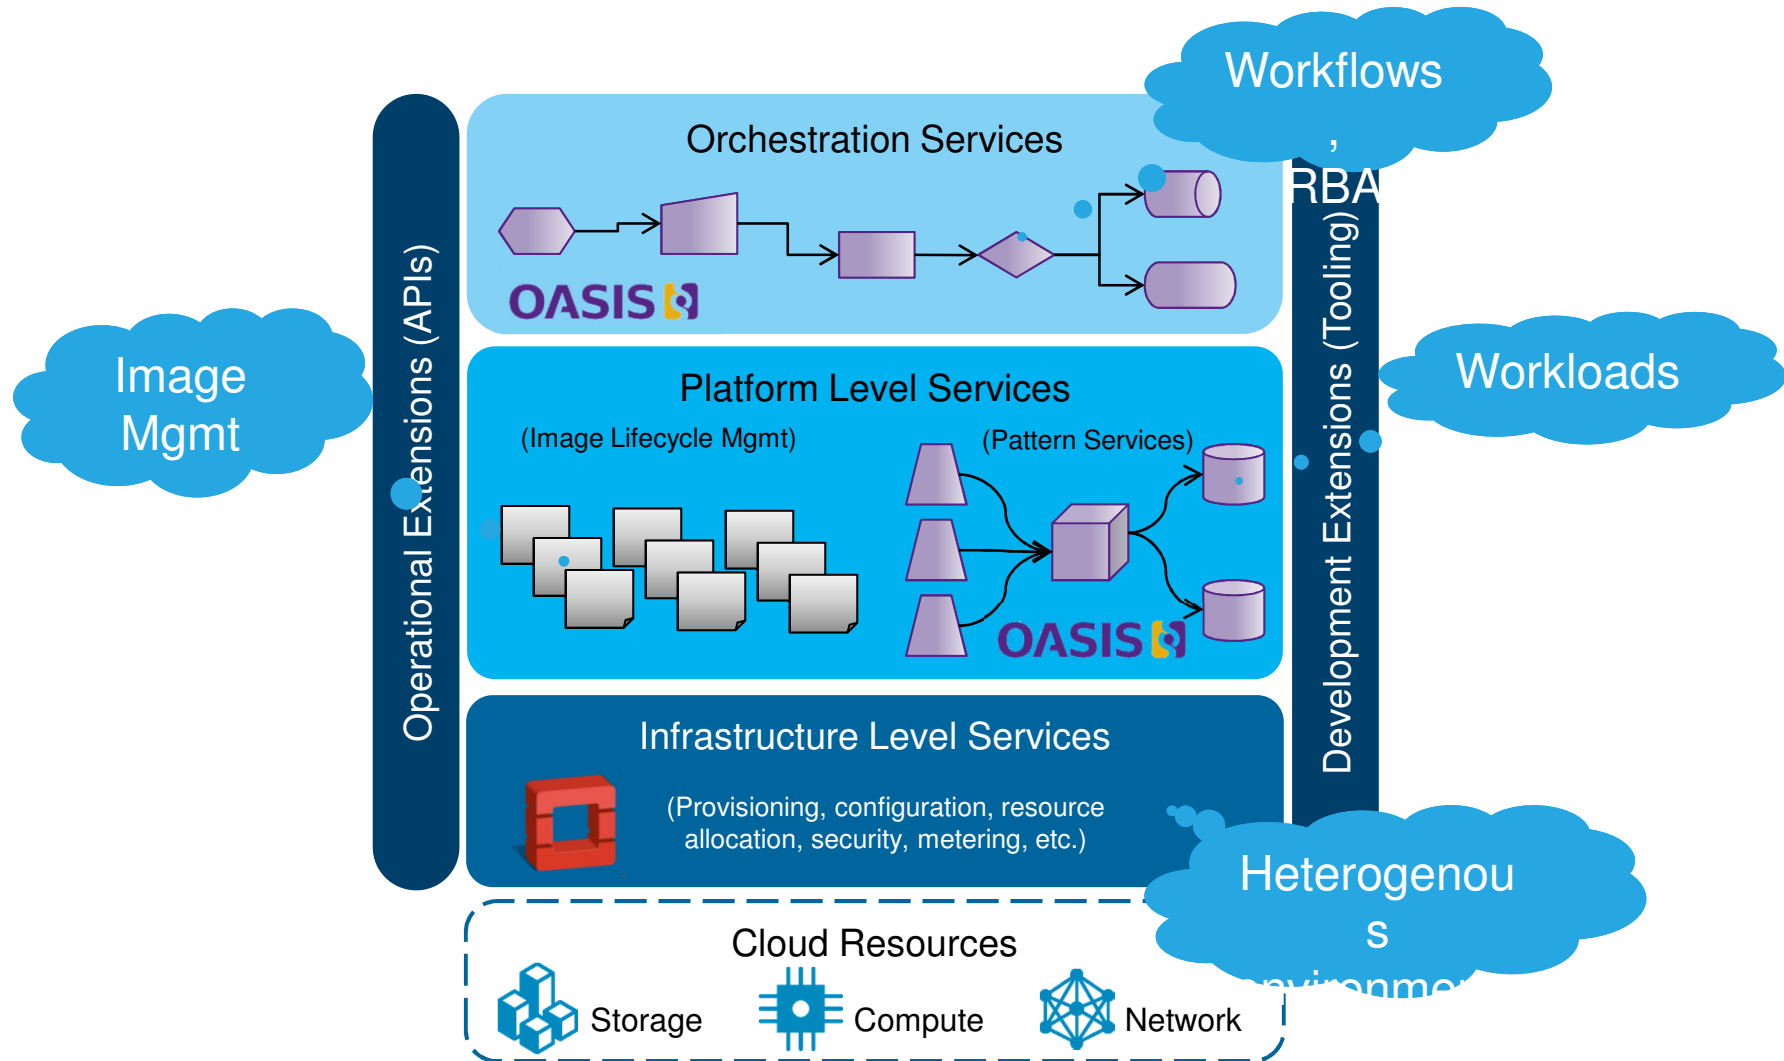 Workflows
,
RBA
Orchestration Services
OASIS
Operational Extensions (APIs)
Development Extensions (Tooling)
Image
Mgmt
Workloads
Platform Level Services
(Image Lifecycle Mgmt)
(Pattern Services)
OASIS
Infrastructure Level Services
(Provisioning, configuration, resource
allocation, security, metering, etc.)
Heterogenou
s
environmen
Cloud Resources
Storage
Compute
Network